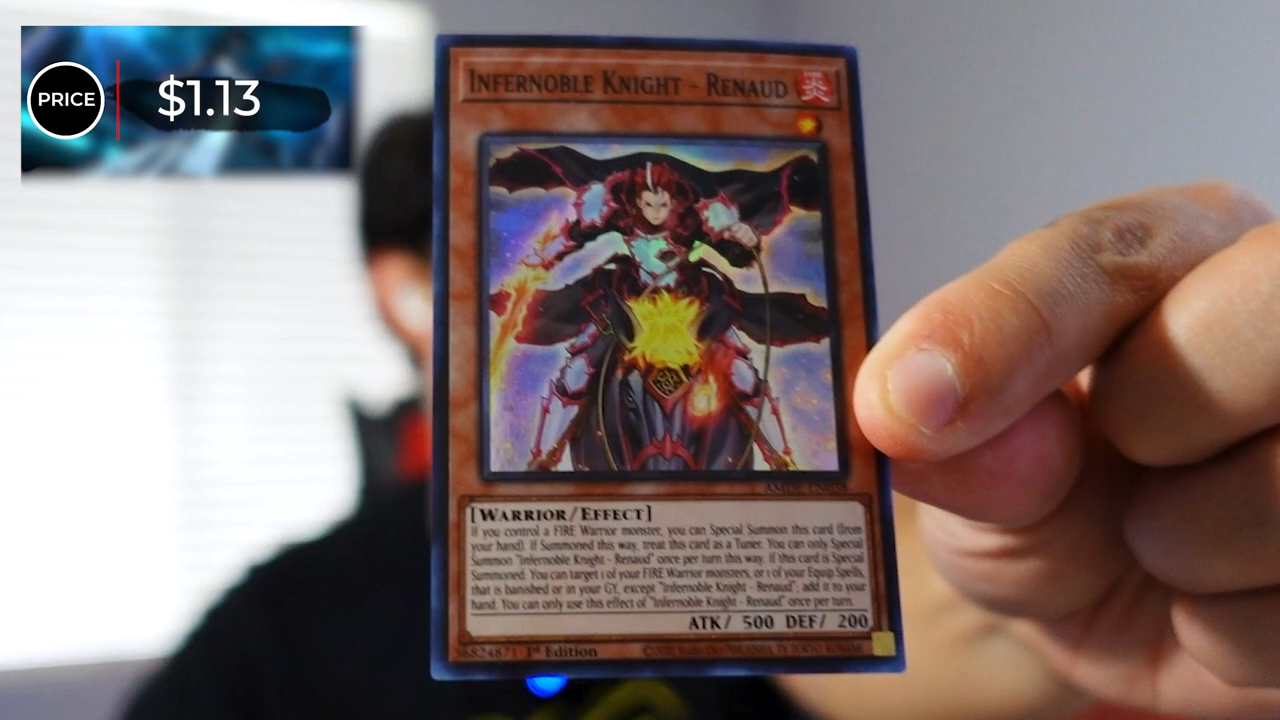 PRICE
$1.13
INFERNOBLE KNIGHT - RENAUD
FIRE
炎
AMDE-EN008
[WARRIOR/EFFECT]
If you control a FIRE Warrior monster, you can Special Summon this card (from
your hand). If Summoned this way, treat this card as a Tuner. You can only Special
Summon "Infernoble Knight - Renaud" once per turn this way. If this card is Special
Summoned: You can target 1 of your FIRE Warrior monsters, or 1 of your Equip Spells,
that is banished or in your GY, except "Infernoble Knight - Renaud"; add it to your
hand. You can only use this effect of "Infernoble Knight - Renaud" once per turn.
ATK/ 500 DEF/ 200
1st Edition